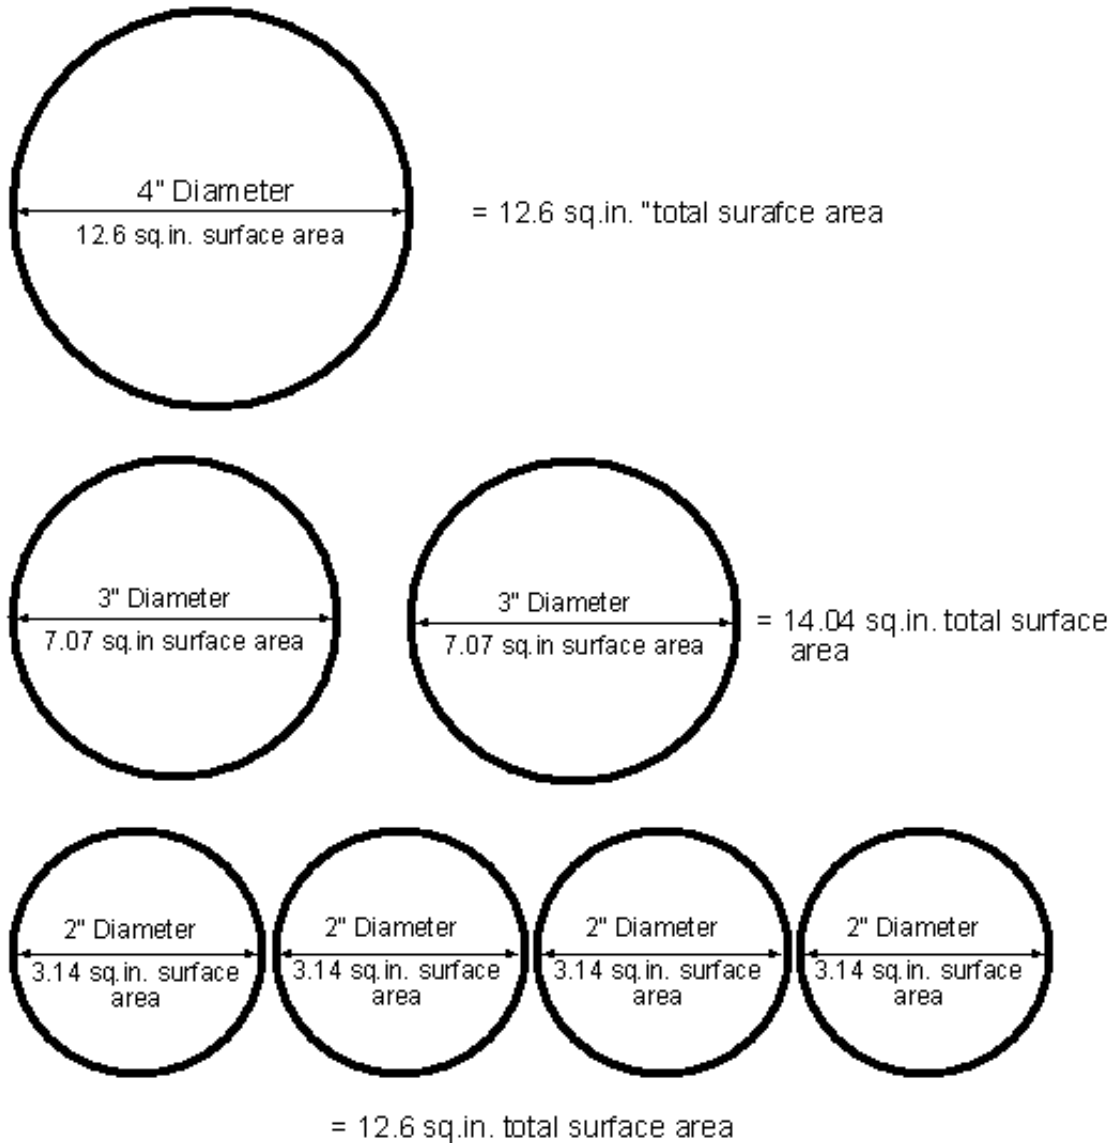 4" Diameter
12.6 sq.in. surface area
= 12.6 sq.in. "total surafce area
3" Diameter
7.07 sq.in surface area
3" Diameter
7.07 sq.in surface area
= 14.04 sq.in. total surface
area
2" Diameter
3.14 sq.in. surface
area
2" Diameter
3.14 sq.in. surface
area
2" Diameter
3.14 sq.in. surface
area
2" Diameter
3.14 sq.in. surface
area
= 12.6 sq.in. total surface area